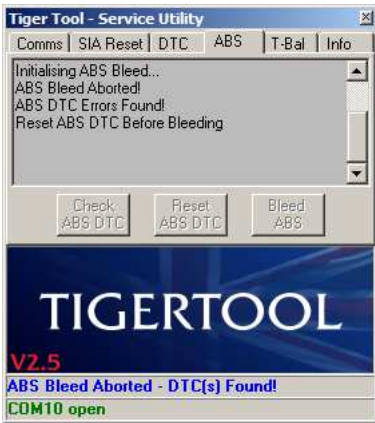 Tiger Tool - Service Utility
Comms SIA Reset DTC ABS T-Bal Info
Initialising ABS Bleed...
ABS Bleed Aborted!
ABS DTC Errors Found!
Reset ABS DTC Before Bleeding
Check ABS DTC
Reset ABS DTC
Bleed ABS
TIGERTOOL
V2.5
ABS Bleed Aborted - DTC(s) Found!
COM10 open